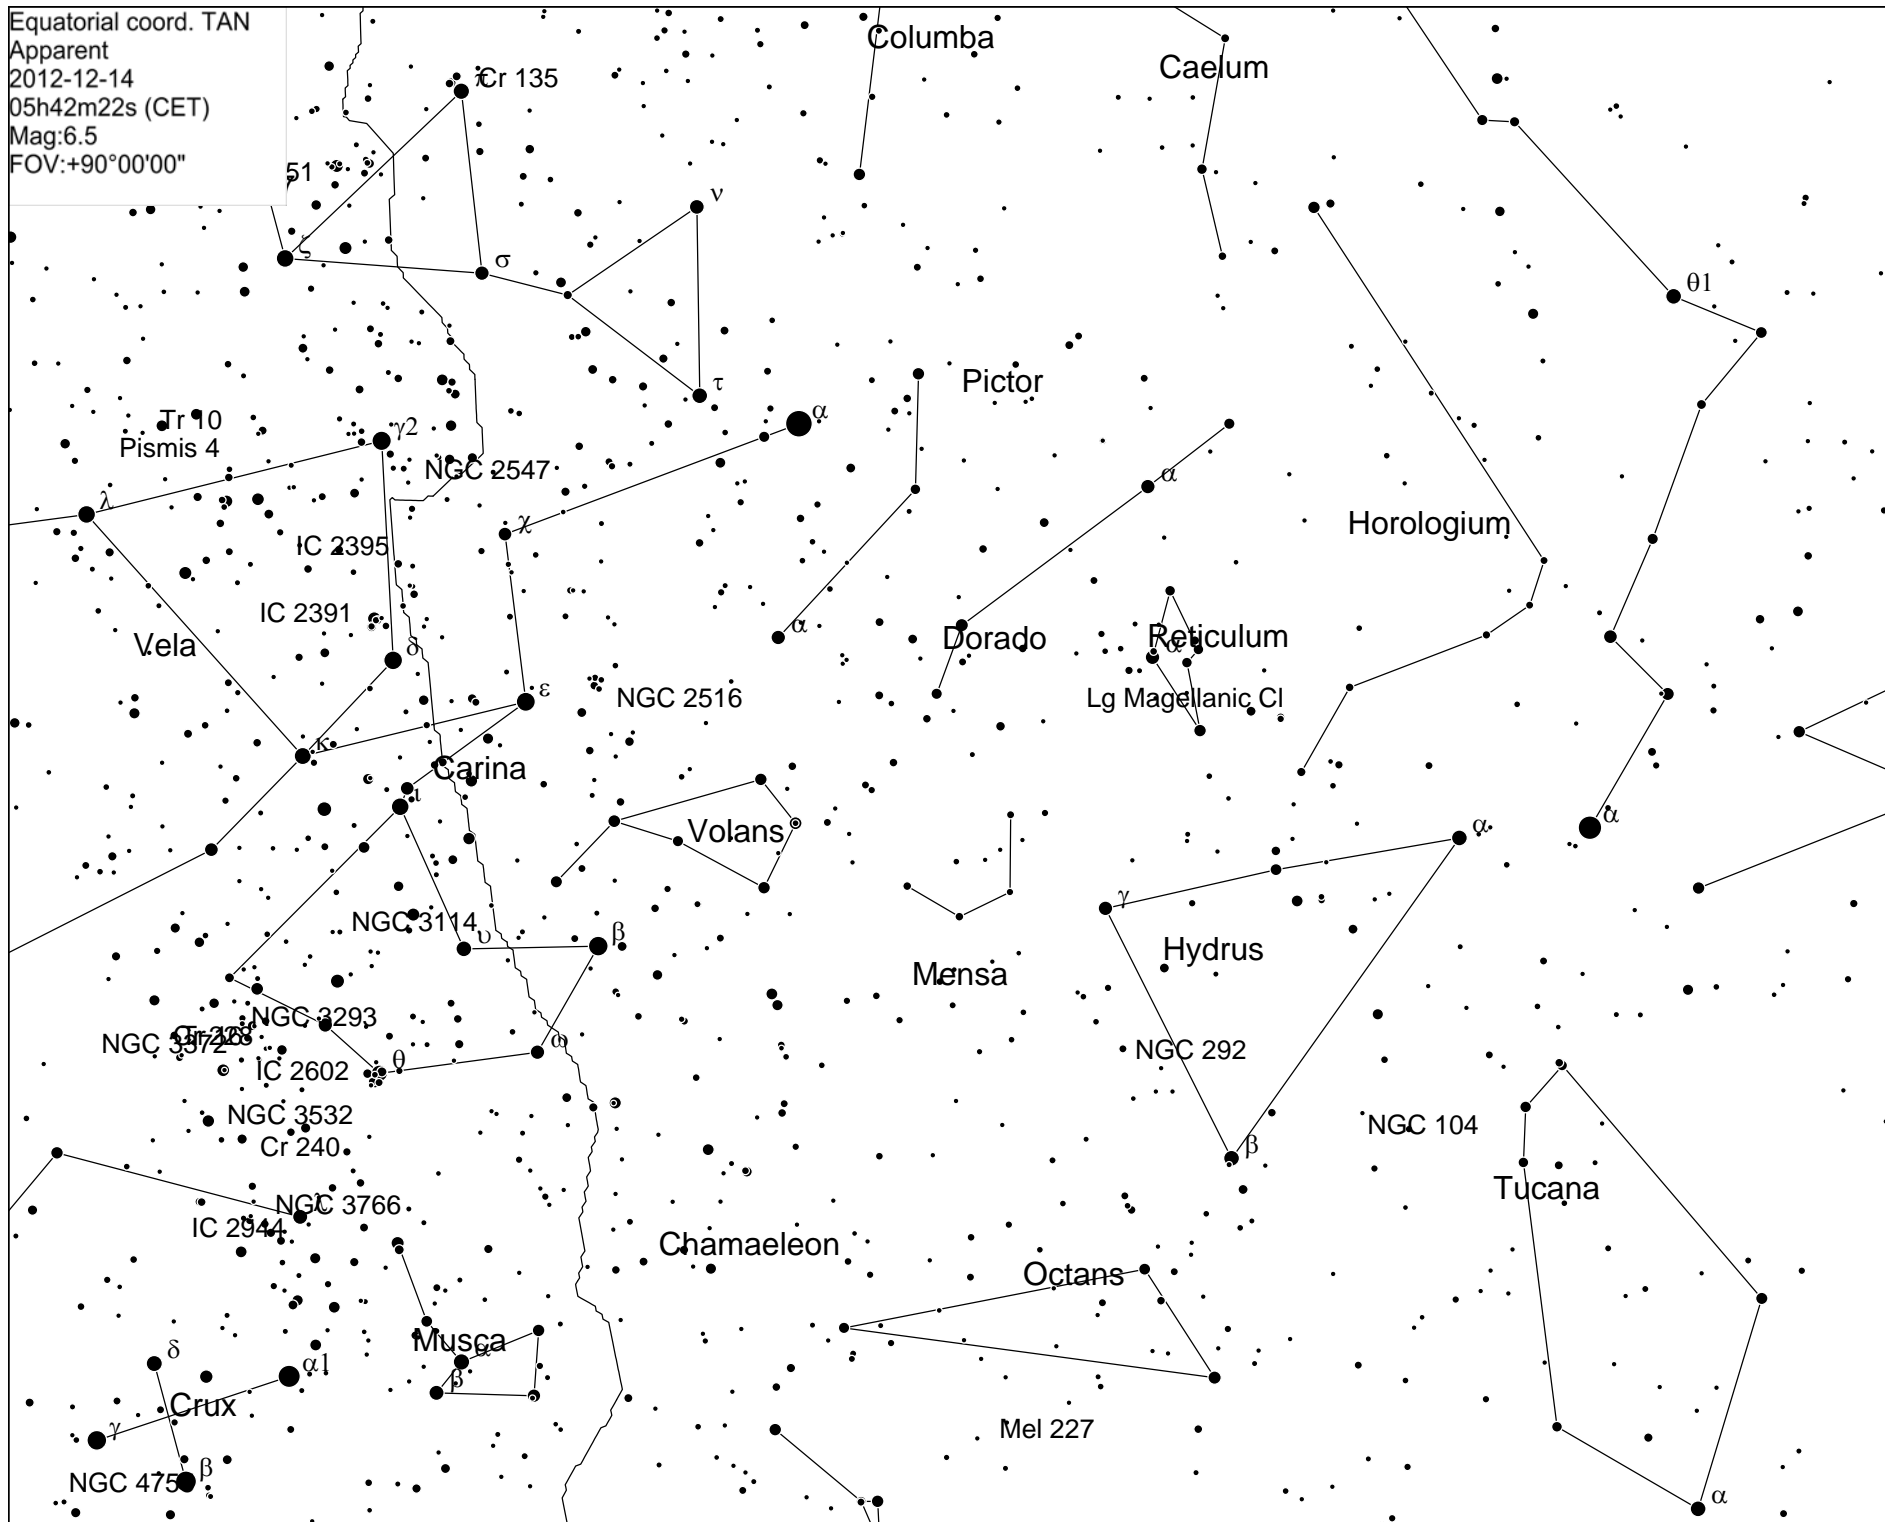 Equatorial coord. TAN
Apparent
2012-12-14
05h42m22s (CET)
Mag:6.5
FOV:+90°00'00"
Columba
Caelum
π
Cr 135
51
ν
ζ
σ
θ1
τ
Pictor
α
Tr 10
Pismis 4
γ2
NGC 2547
α
λ
χ
Horologium
IC 2395
IC 2391
α
Vela
δ
Dorado
Reticulum
α
ε
NGC 2516
Lg Magellanic Cl
κ
Carina
ι
Volans
α
α
γ
NGC 3114
υ
β
Hydrus
Mensa
NGC 3293
NGC 3372
ω
NGC 292
θ
IC 2602
NGC 3532
Cr 240
NGC 104
β
Tucana
λ
NGC 3766
IC 2944
Chamaeleon
Octans
Musca
α
δ
α1
β
Crux
γ
Mel 227
β
NGC 475
α